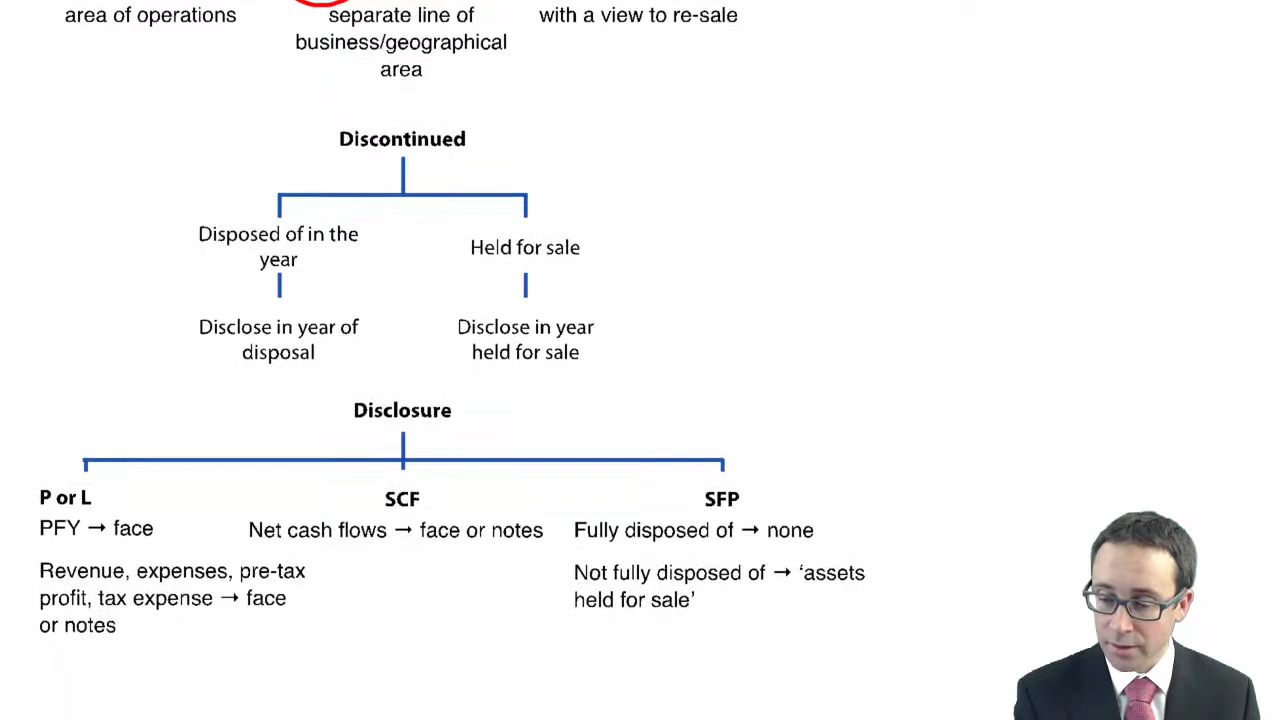 area of operations
separate line of
business/geographical
area
with a view to re-sale
Discontinued
Disposed of in the
year
Held for sale
Disclose in year of
disposal
Disclose in year
held for sale
Disclosure
P or L
PFY → face
Revenue, expenses, pre-tax
profit, tax expense → face
or notes
SCF
Net cash flows → face or notes
SFP
Fully disposed of → none
Not fully disposed of → ‘assets
held for sale’